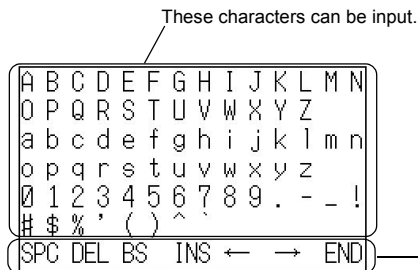 These characters can be input.
A B C D E F G H I J K L M N
O P Q R S T U V W X Y Z
a b c d e f g h i j k l m n
o p q r s t u v w x y z
0 1 2 3 4 5 6 7 8 9 . - _ !
# $ % ' ( ) ^ `
SPC DEL BS INS ← → END